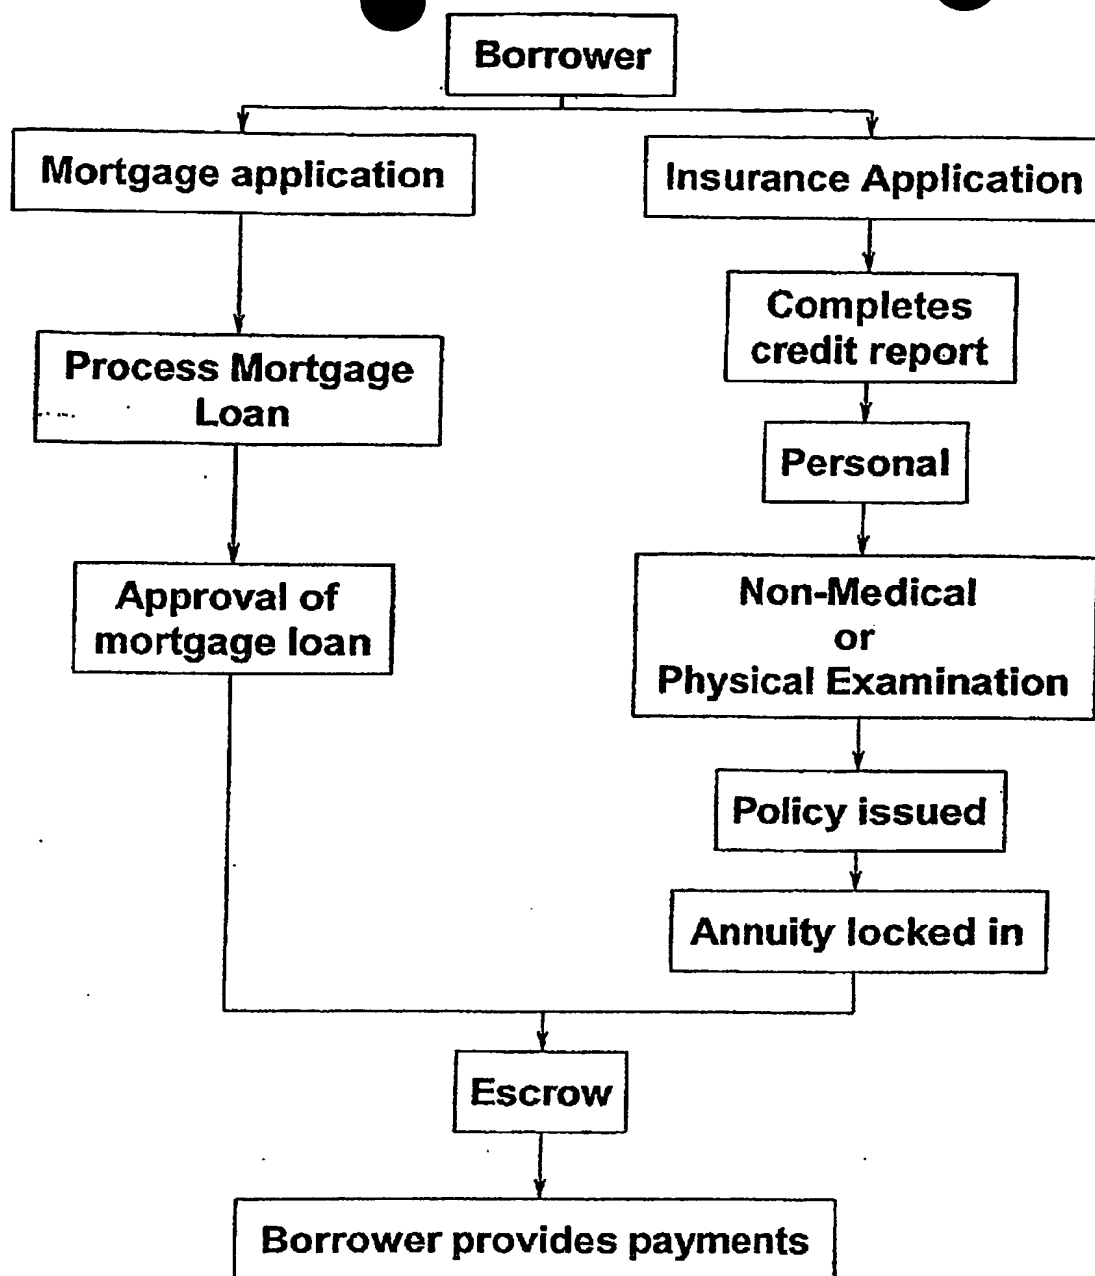 Borrower
Mortgage application
Insurance Application
Completes
credit report
Process Mortgage
Loan
Personal
Approval of
mortgage loan
Non-Medical
or
Physical Examination
Policy issued
Annuity locked in
Escrow
Borrower provides payments